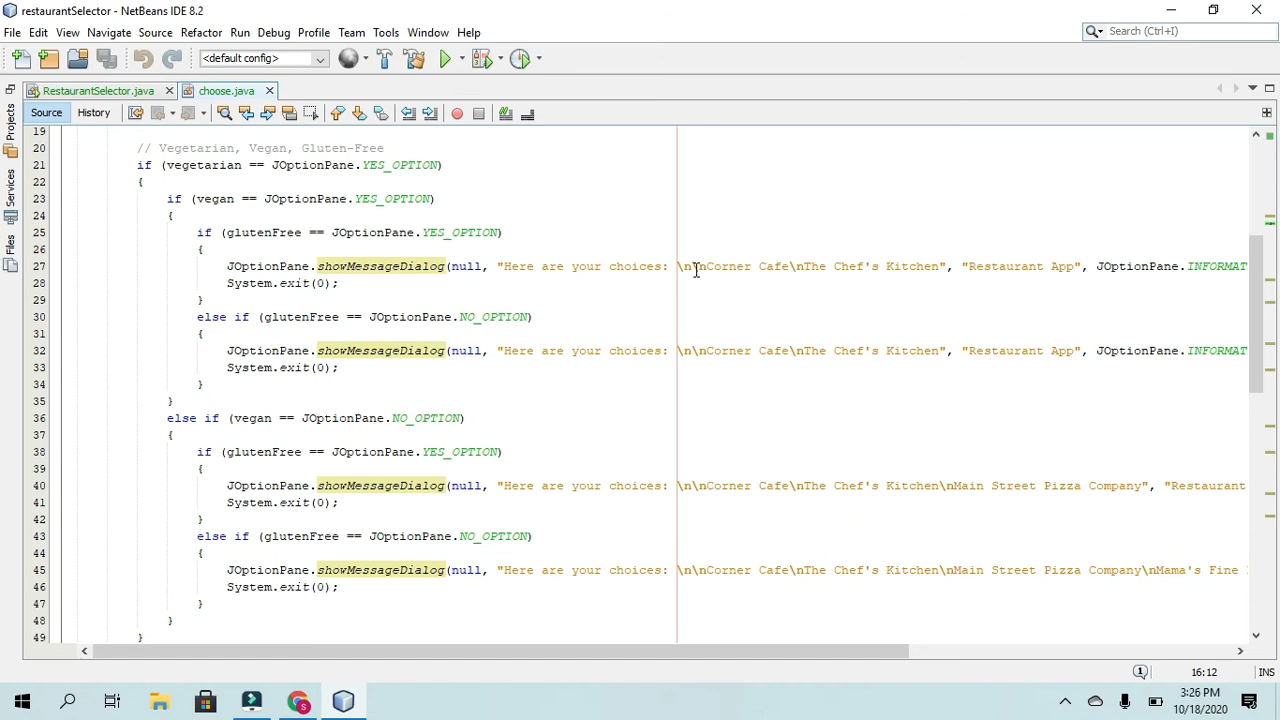 restaurantSelector - NetBeans IDE 8.2
File Edit View Navigate Source Refactor Run Debug Profile Team Tools Window Help
Search (Ctrl+I)
<default config>
RestaurantSelector.java choose.java
Source History
Projects
Services
Files
19
20 // Vegetarian, Vegan, Gluten-Free
21 if (vegetarian == JOptionPane.YES_OPTION)
22 {
23 if (vegan == JOptionPane.YES_OPTION)
24 {
25 if (glutenFree == JOptionPane.YES_OPTION)
26 {
27 JOptionPane.showMessageDialog(null, "Here are your choices: \n\nCorner Cafe\nThe Chef's Kitchen", "Restaurant App", JOptionPane.INFORMAT
28 System.exit(0);
29 }
30 else if (glutenFree == JOptionPane.NO_OPTION)
31 {
32 JOptionPane.showMessageDialog(null, "Here are your choices: \n\nCorner Cafe\nThe Chef's Kitchen", "Restaurant App", JOptionPane.INFORMAT
33 System.exit(0);
34 }
35 }
36 else if (vegan == JOptionPane.NO_OPTION)
37 {
38 if (glutenFree == JOptionPane.YES_OPTION)
39 {
40 JOptionPane.showMessageDialog(null, "Here are your choices: \n\nCorner Cafe\nThe Chef's Kitchen\nMain Street Pizza Company", "Restaurant
41 System.exit(0);
42 }
43 else if (glutenFree == JOptionPane.NO_OPTION)
44 {
45 JOptionPane.showMessageDialog(null, "Here are your choices: \n\nCorner Cafe\nThe Chef's Kitchen\nMain Street Pizza Company\nMama's Fine
46 System.exit(0);
47 }
48 }
49 }
1 16:12 INS
3:26 PM
10/18/2020